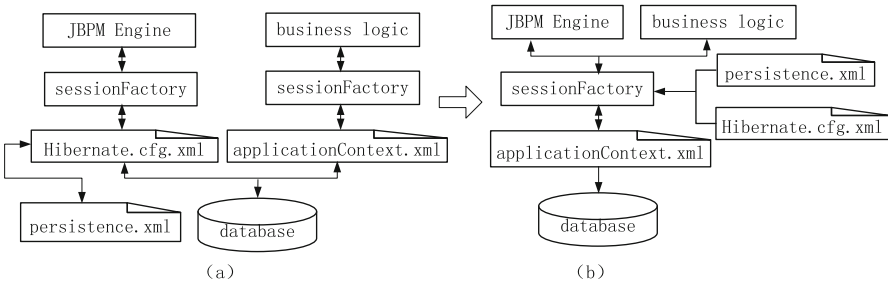 JBPM Engine
business logic
sessionFactory
sessionFactory
Hibernate.cfg.xml
applicationContext.xml
persistence.xml
database
(a)
JBPM Engine
business logic
persistence.xml
sessionFactory
Hibernate.cfg.xml
applicationContext.xml
database
(b)